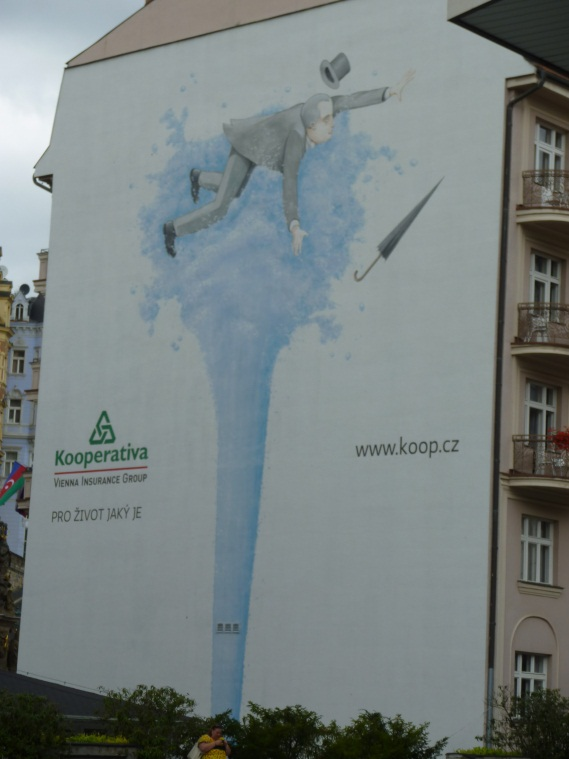 Kooperativa
VIENNA INSURANCE GROUP
PRO ŽIVOT JAKÝ JE
www.koop.cz